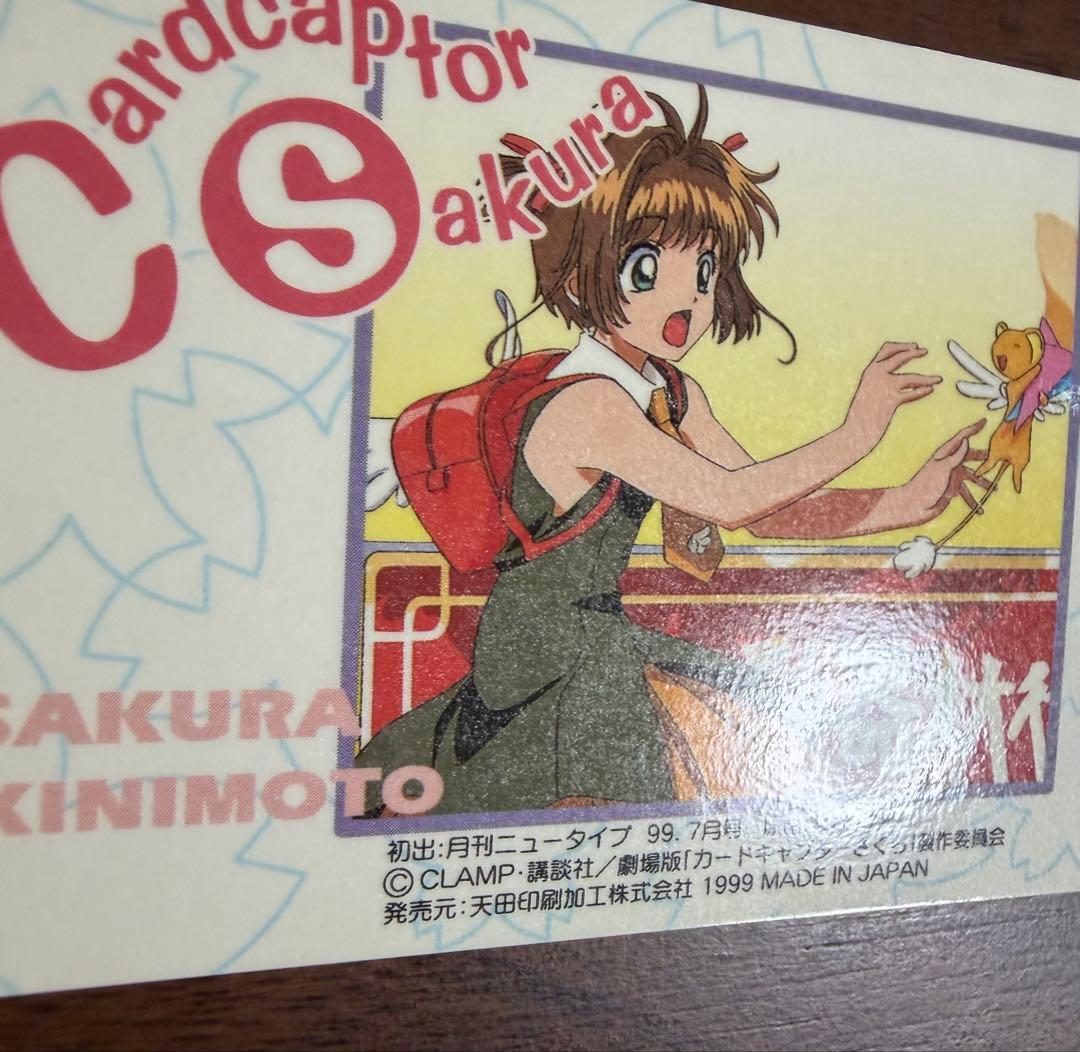 Cardcaptor
CS
Sakura
SAKURA
KINIMOTO
初出:月刊ニュータイプ 99.7月号
©CLAMP・講談社/劇場版「カードキャプターさくら」製作委員会
発売元:天田印刷加工株式会社 1999 MADE IN JAPAN